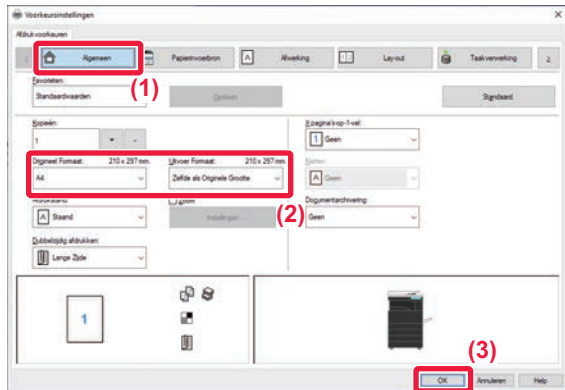 Voorkeursinstellingen
Afdrukvoorkeuren
Algemeen Papierinvoerbron Afwerking Lay-out Taakverwerking
Favorieten:
Standaardwaarden
(1)
Opslaan
Standaard
Kopieën:
1
X pagina's-op-1-vel:
1 Geen
Origineel Formaat: 210 x 297 mm.
A4
Uitvoer Formaat: 210 x 297 mm.
Zelfde als Originele Grootte
Nieten:
A Geen
(2)
Afdrukstand:
A Staand
Zoom
Instellingen...
Documentarchivering:
Geen
Dubbelzijdig afdrukken:
Lange Zijde
1
(3)
OK Annuleren Help